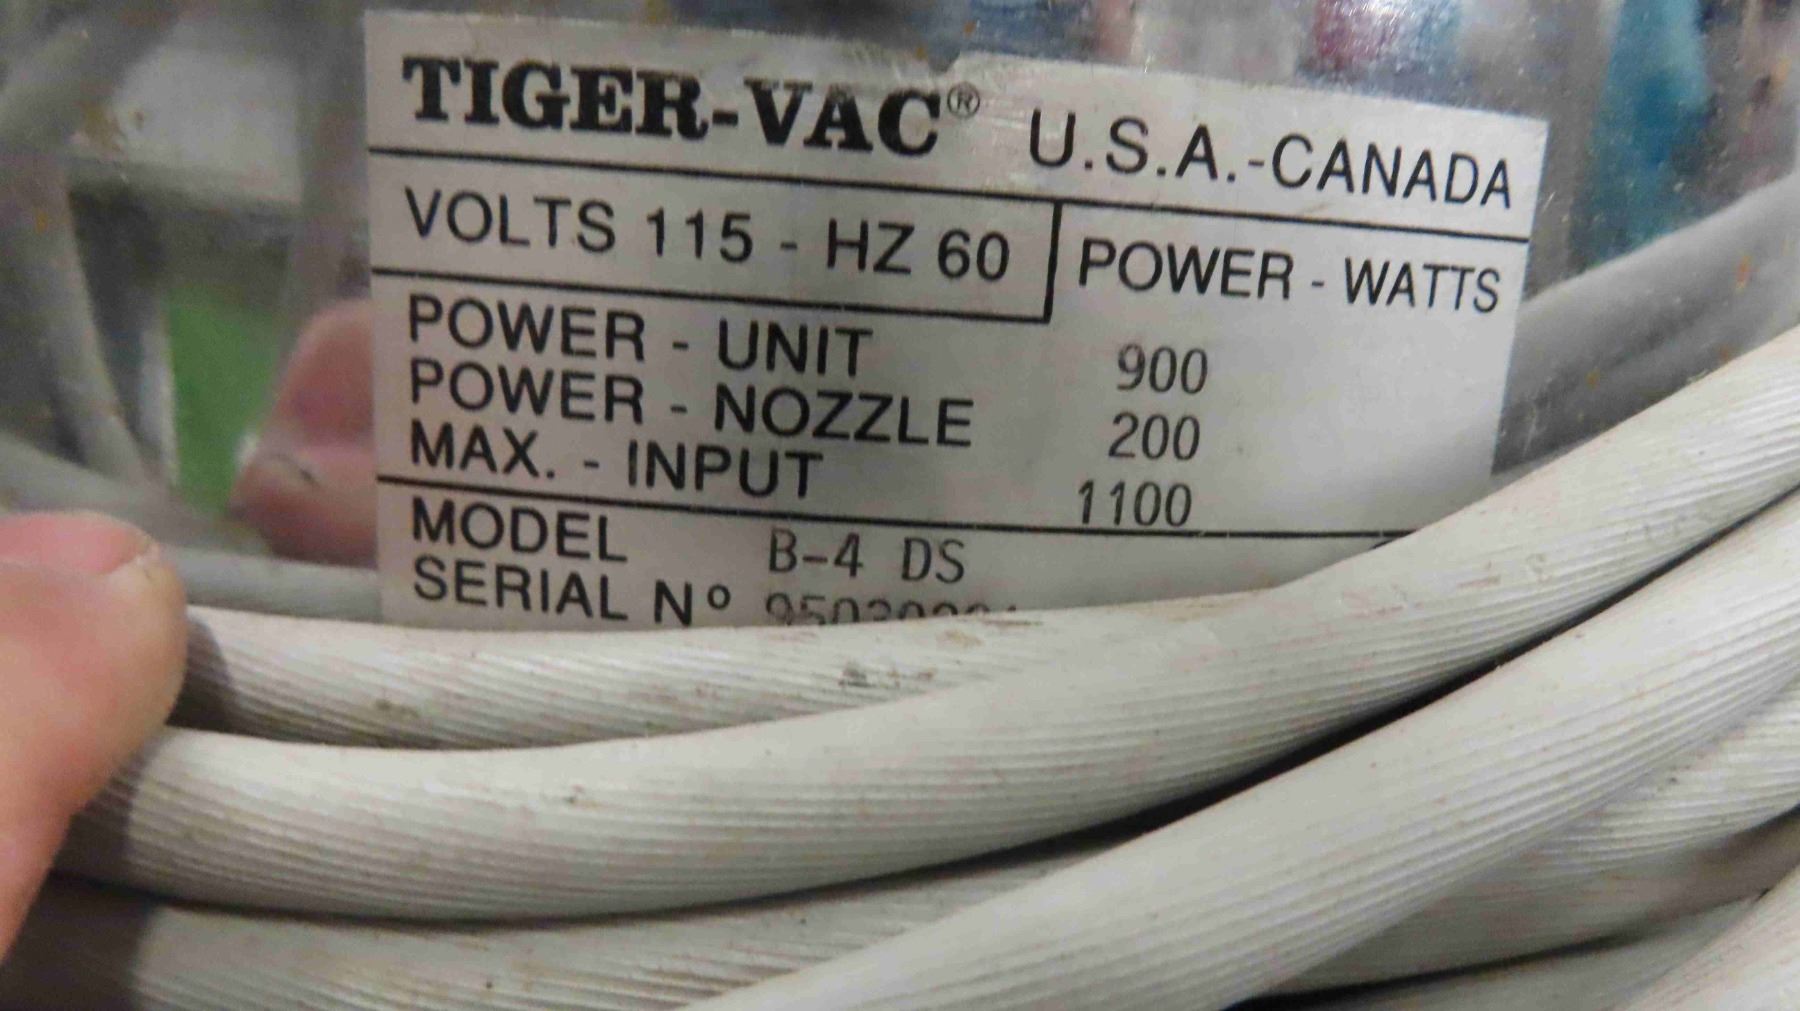 TIGER-VAC® U.S.A.-CANADA
VOLTS 115 - HZ 60
POWER - WATTS
POWER - UNIT 900
POWER - NOZZLE 200
MAX. - INPUT 1100
MODEL B-4 DS
SERIAL Nº